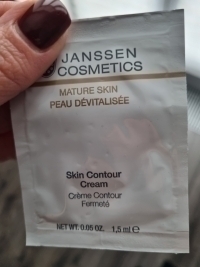 JANSSEN
COSMETICS
MATURE SKIN
PEAU DÉVITALISÉE
Skin Contour
Cream
Crème Contour
Fermeté
NET WT. 0.05 OZ. 1,5 ml ℮